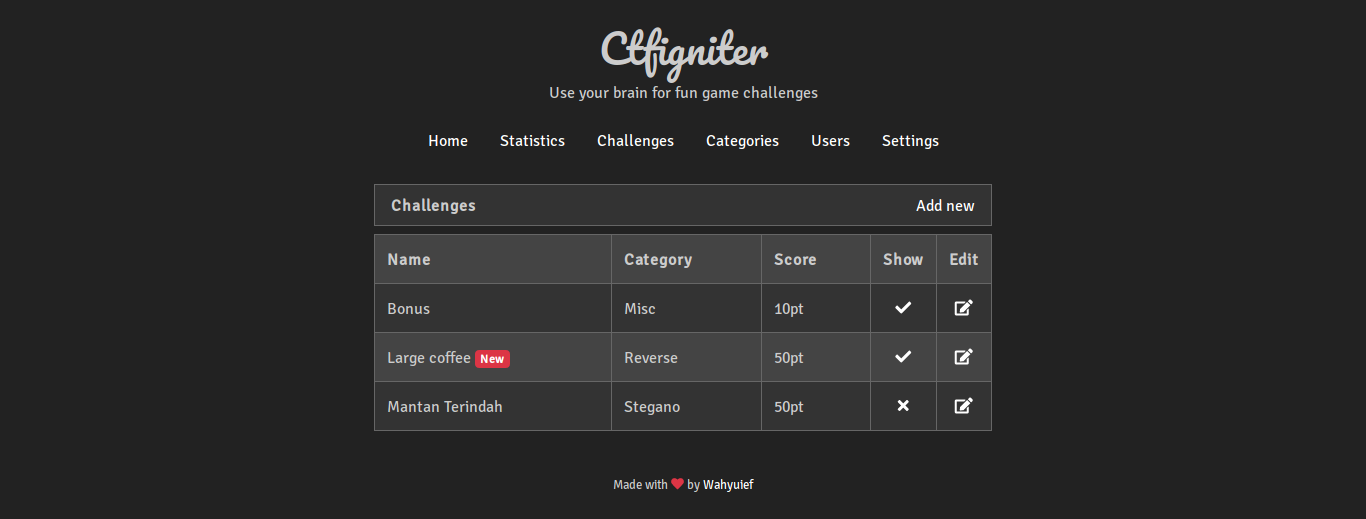 Ctfigniter
Use your brain for fun game challenges
Home Statistics Challenges Categories Users Settings
Challenges Add new
Name Category Score Show Edit
Bonus Misc 10pt
Large coffee New Reverse 50pt
Mantan Terindah Stegano 50pt
Made with ❤ by Wahyuief